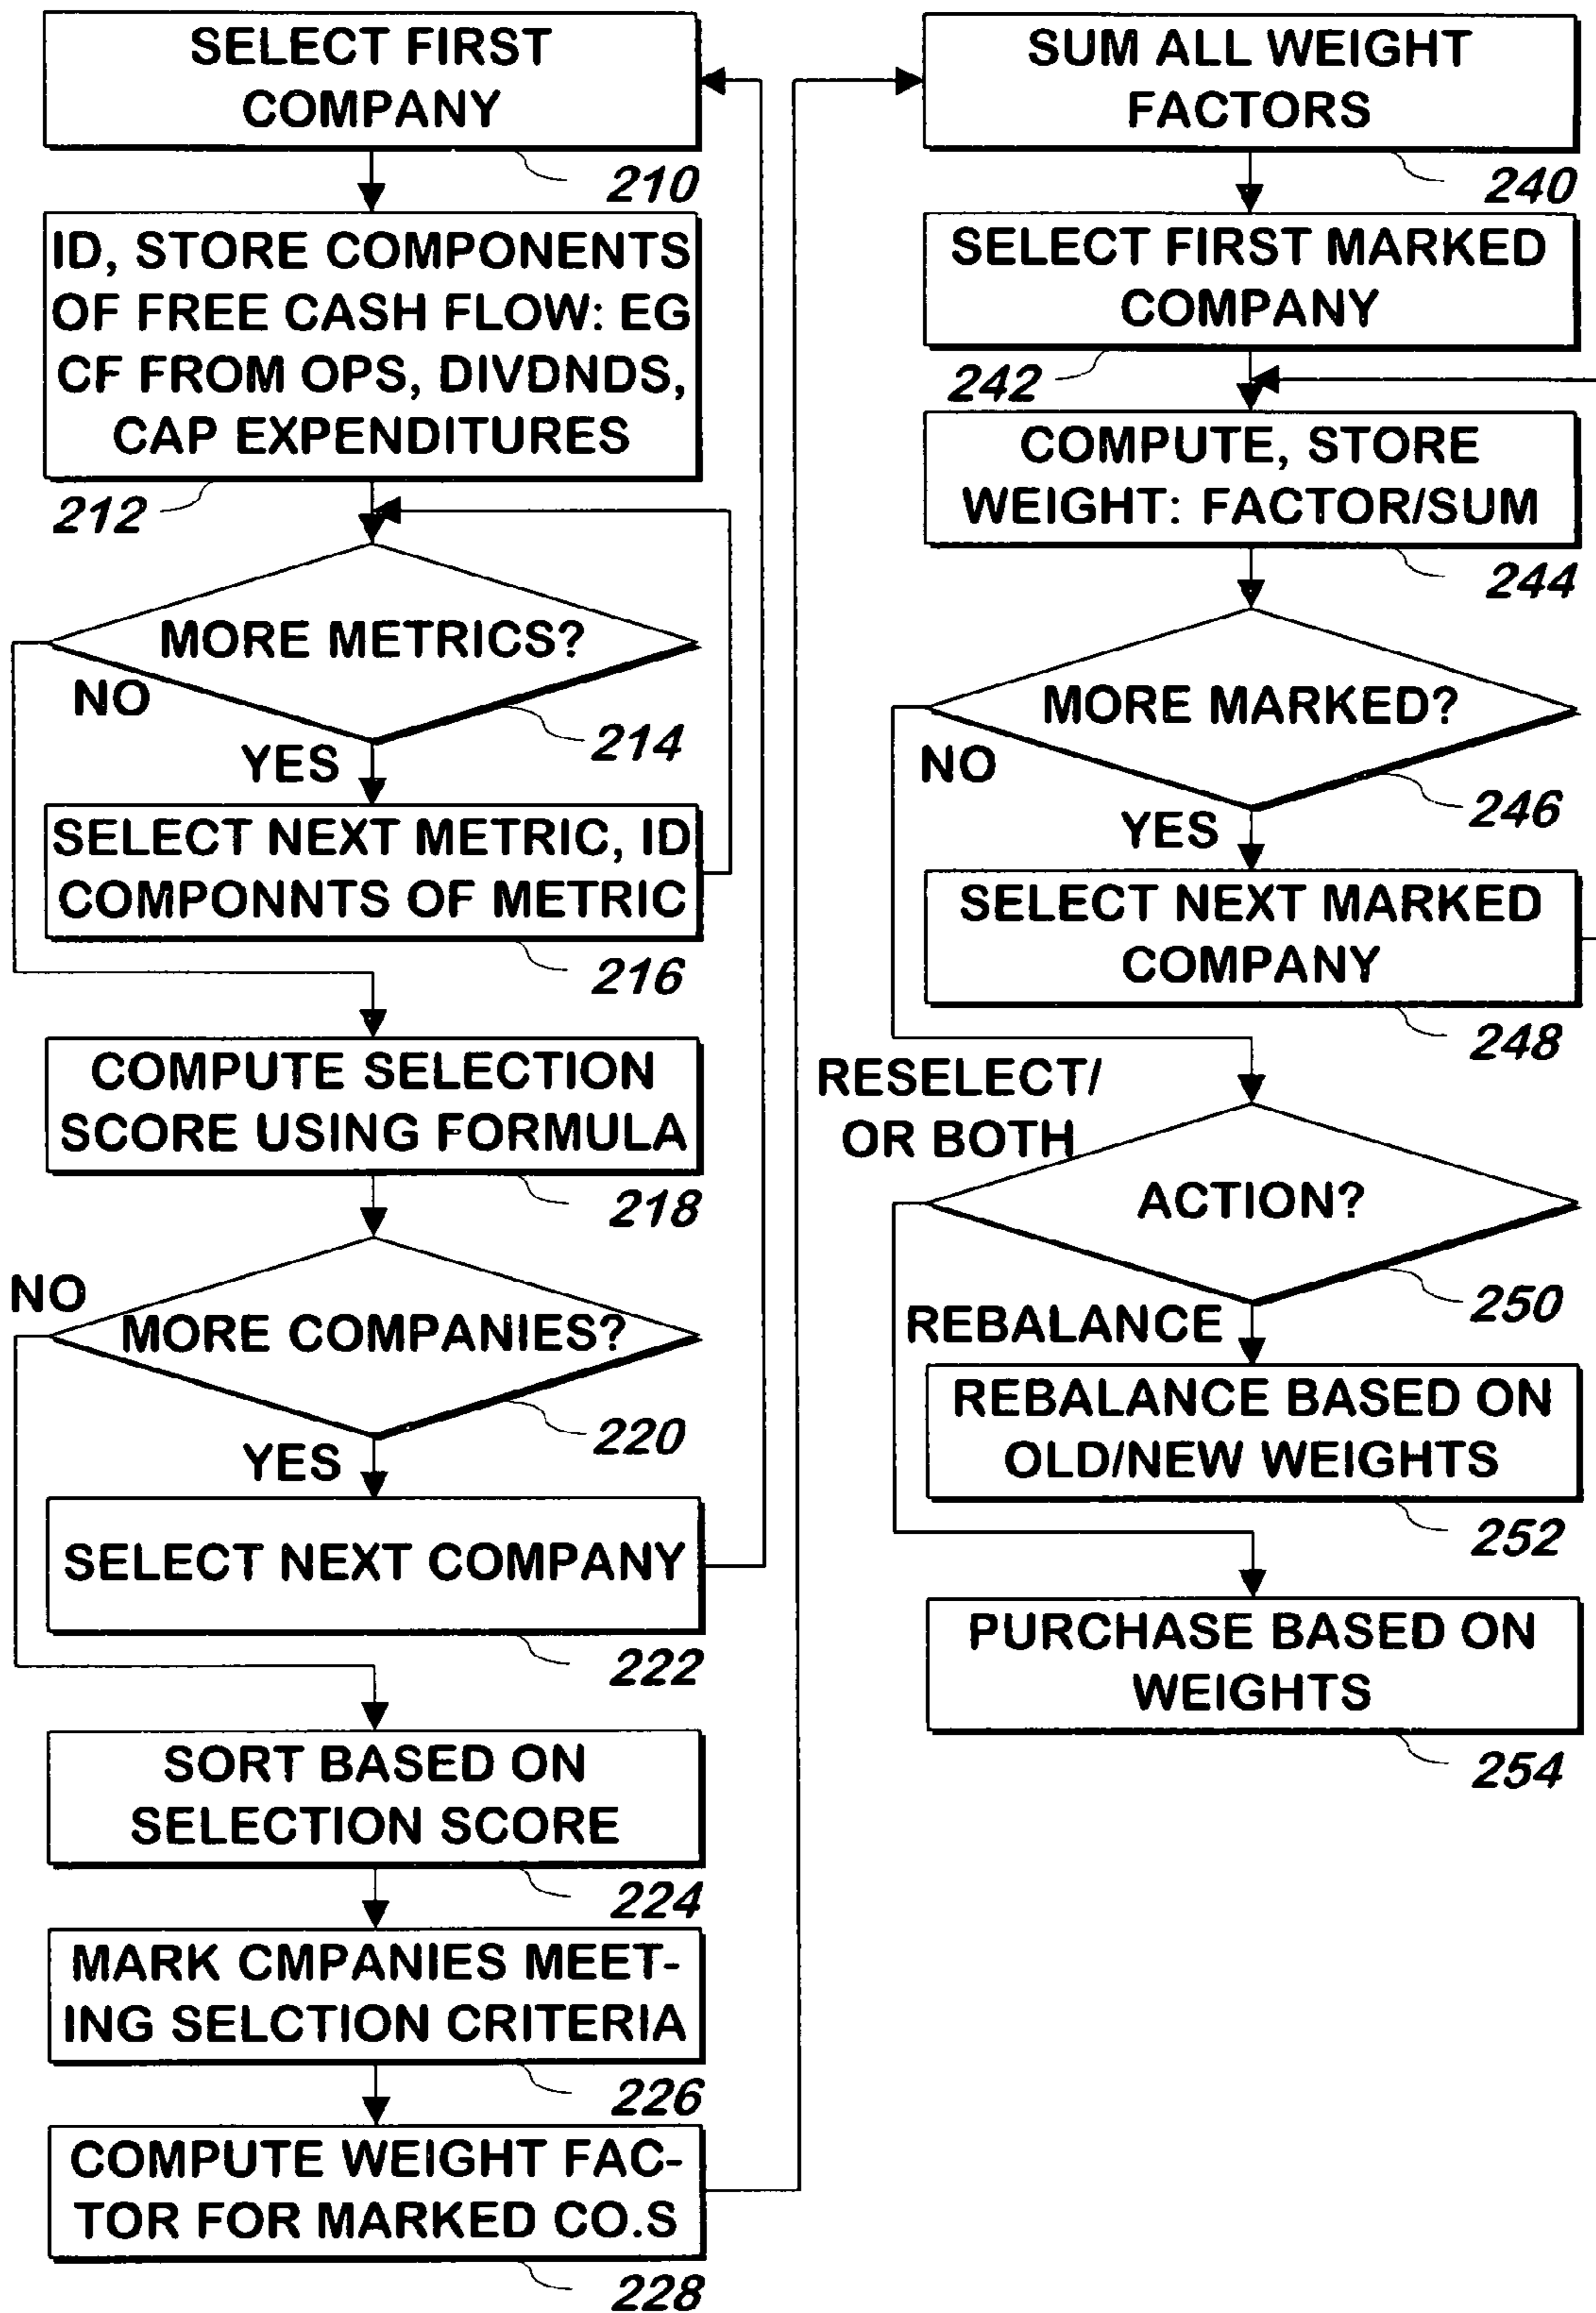 SELECT FIRST
COMPANY
210
ID, STORE COMPONENTS
OF FREE CASH FLOW: EG
CF FROM OPS, DIVDNDS,
CAP EXPENDITURES
212
MORE METRICS?
NO
214
YES
SELECT NEXT METRIC, ID
COMPONNTS OF METRIC
216
COMPUTE SELECTION
SCORE USING FORMULA
218
NO
MORE COMPANIES?
220
YES
SELECT NEXT COMPANY
222
SORT BASED ON
SELECTION SCORE
224
MARK CMPANIES MEET-
ING SELCTION CRITERIA
226
COMPUTE WEIGHT FAC-
TOR FOR MARKED CO.S
228
SUM ALL WEIGHT
FACTORS
240
SELECT FIRST MARKED
COMPANY
242
COMPUTE, STORE
WEIGHT: FACTOR/SUM
244
MORE MARKED?
NO
246
YES
SELECT NEXT MARKED
COMPANY
248
RESELECT/
OR BOTH
ACTION?
250
REBALANCE
REBALANCE BASED ON
OLD/NEW WEIGHTS
252
PURCHASE BASED ON
WEIGHTS
254